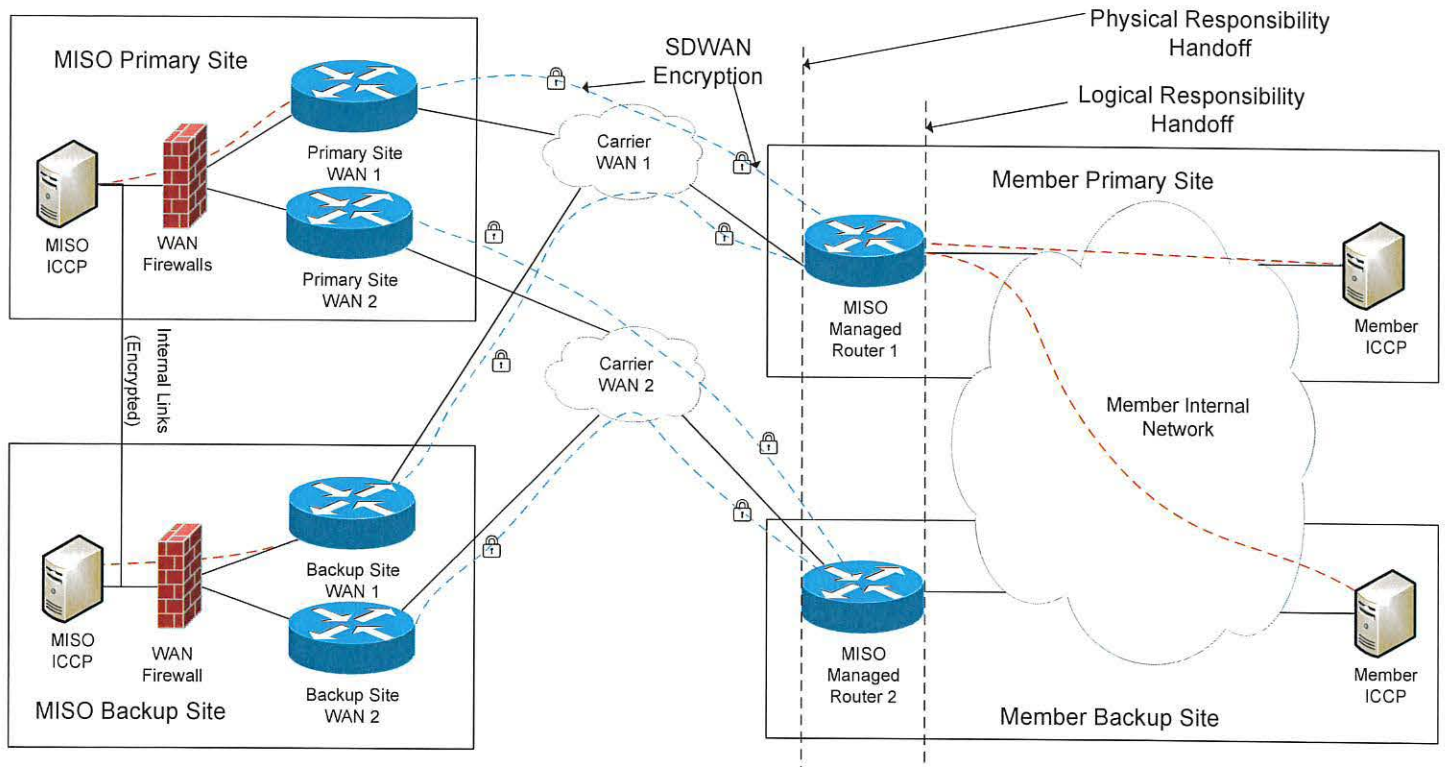 Physical Responsibility
Handoff
SDWAN
Encryption
MISO Primary Site
Logical Responsibility
Handoff
Carrier
WAN 1
Primary Site
WAN 1
Member Primary Site
MISO
ICCP
WAN
Firewalls
Primary Site
WAN 2
MISO
Managed
Router 1
Member
ICCP
Internal Links
(Encrypted)
Carrier
WAN 2
Member Internal
Network
Backup Site
WAN 1
MISO
ICCP
WAN
Firewall
Backup Site
WAN 2
MISO
Managed
Router 2
Member
ICCP
MISO Backup Site
Member Backup Site